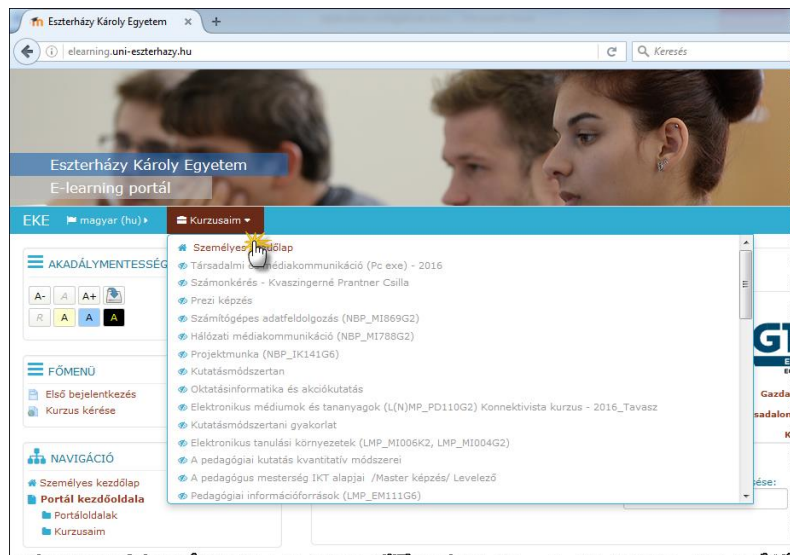 Eszterházy Károly Egyetem × +
elearning.uni-eszterhazy.hu
Keresés
Eszterházy Károly Egyetem
E-learning portál
EKE magyar (hu) Kurzusaim
AKADÁLYMENTESSÉG
A- A A+
R A A A
Személyes kezdőlap
Társadalmi médiakommunikáció (Pc exe) - 2016
Számonkérés - Kvaszingerné Prantner Csilla
Prezi képzés
Számítógépes adatfeldolgozás (NBP_MI869G2)
Hálózati médiakommunikáció (NBP_MI788G2)
Projektmunka (NBP_IK141G6)
Kutatásmódszertan
Oktatásinformatika és akciókutatás
Elektronikus médiumok és tananyagok (L(N)MP_PD110G2) Konnektivista kurzus - 2016_Tavasz
Kutatásmódszertani gyakorlat
Elektronikus tanulási környezetek (LMP_MI006K2, LMP_MI004G2)
A pedagógiai kutatás kvantitatív módszerei
A pedagógus mesterség IKT alapjai /Master képzés/ Levelező
Pedagógiai információforrások (LMP_EM111G6)
FŐMENÜ
Első bejelentkezés
Kurzus kérése
NAVIGÁCIÓ
Személyes kezdőlap
Portál kezdőoldala
Portáloldalak
Kurzusaim
GT
Gazda
sadalon
K
ése: